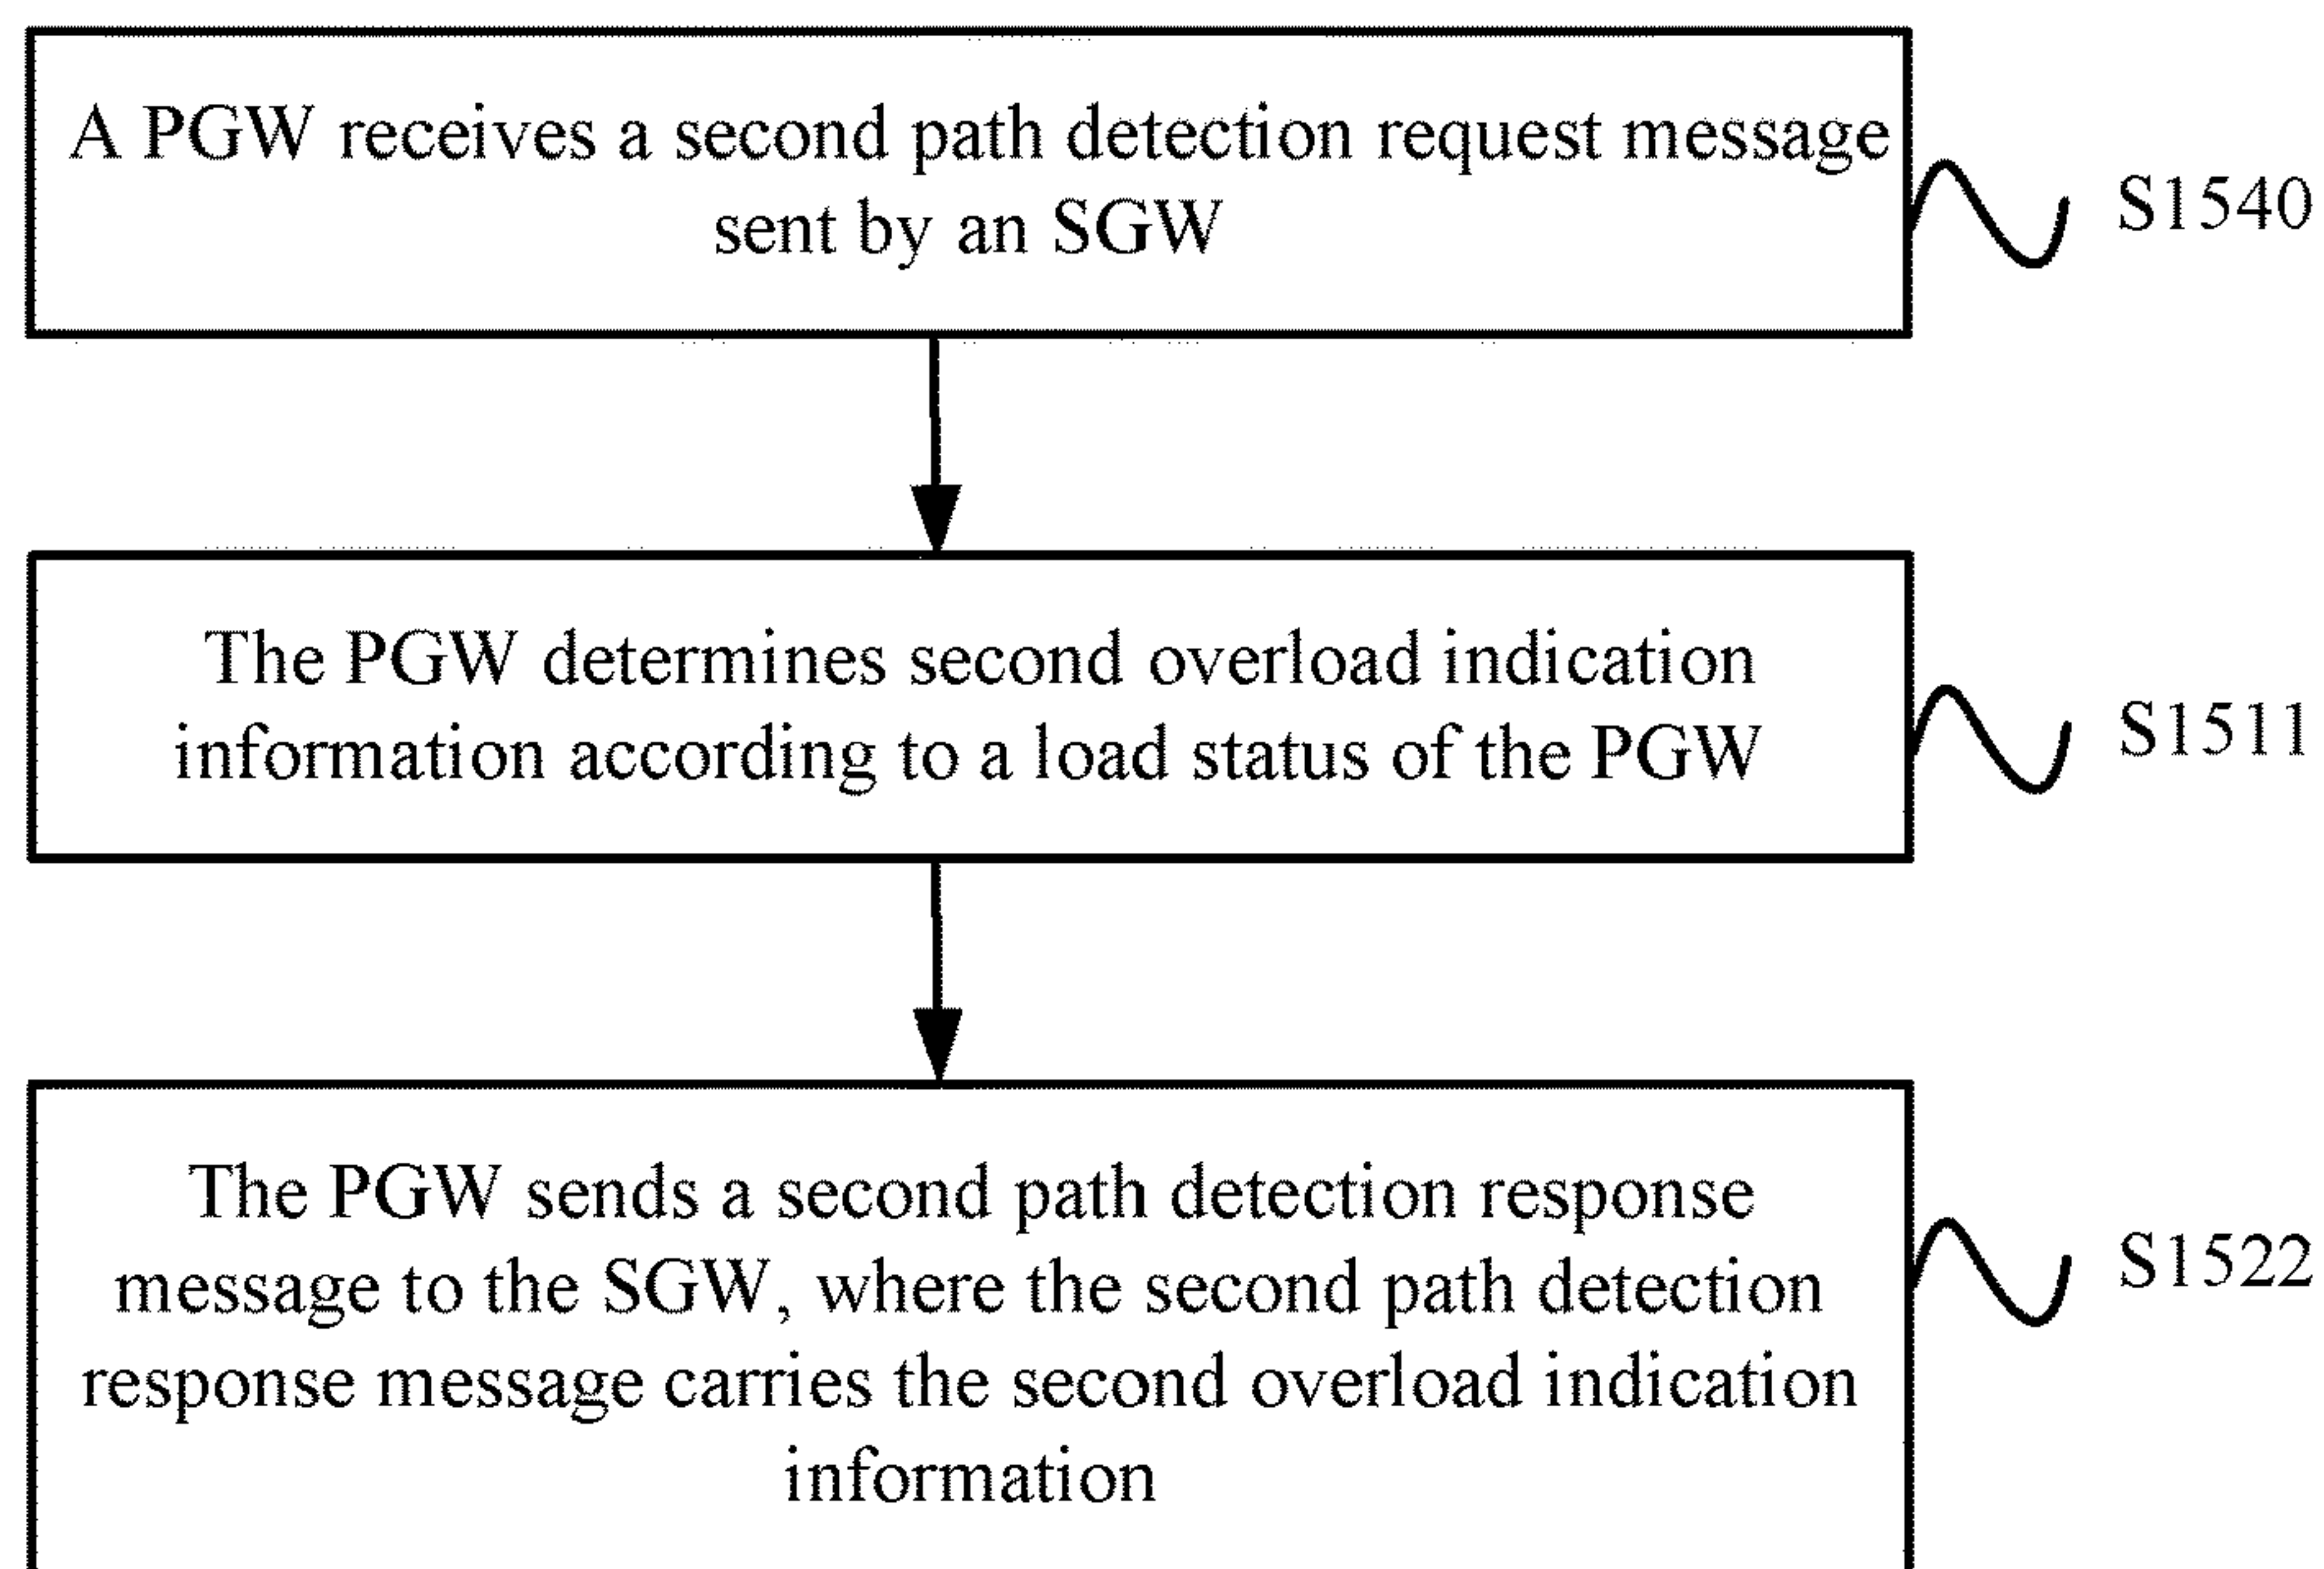 A PGW receives a second path detection request message
sent by an SGW
S1540
The PGW determines second overload indication
information according to a load status of the PGW
S1511
The PGW sends a second path detection response
message to the SGW, where the second path detection
response message carries the second overload indication
information
S1522